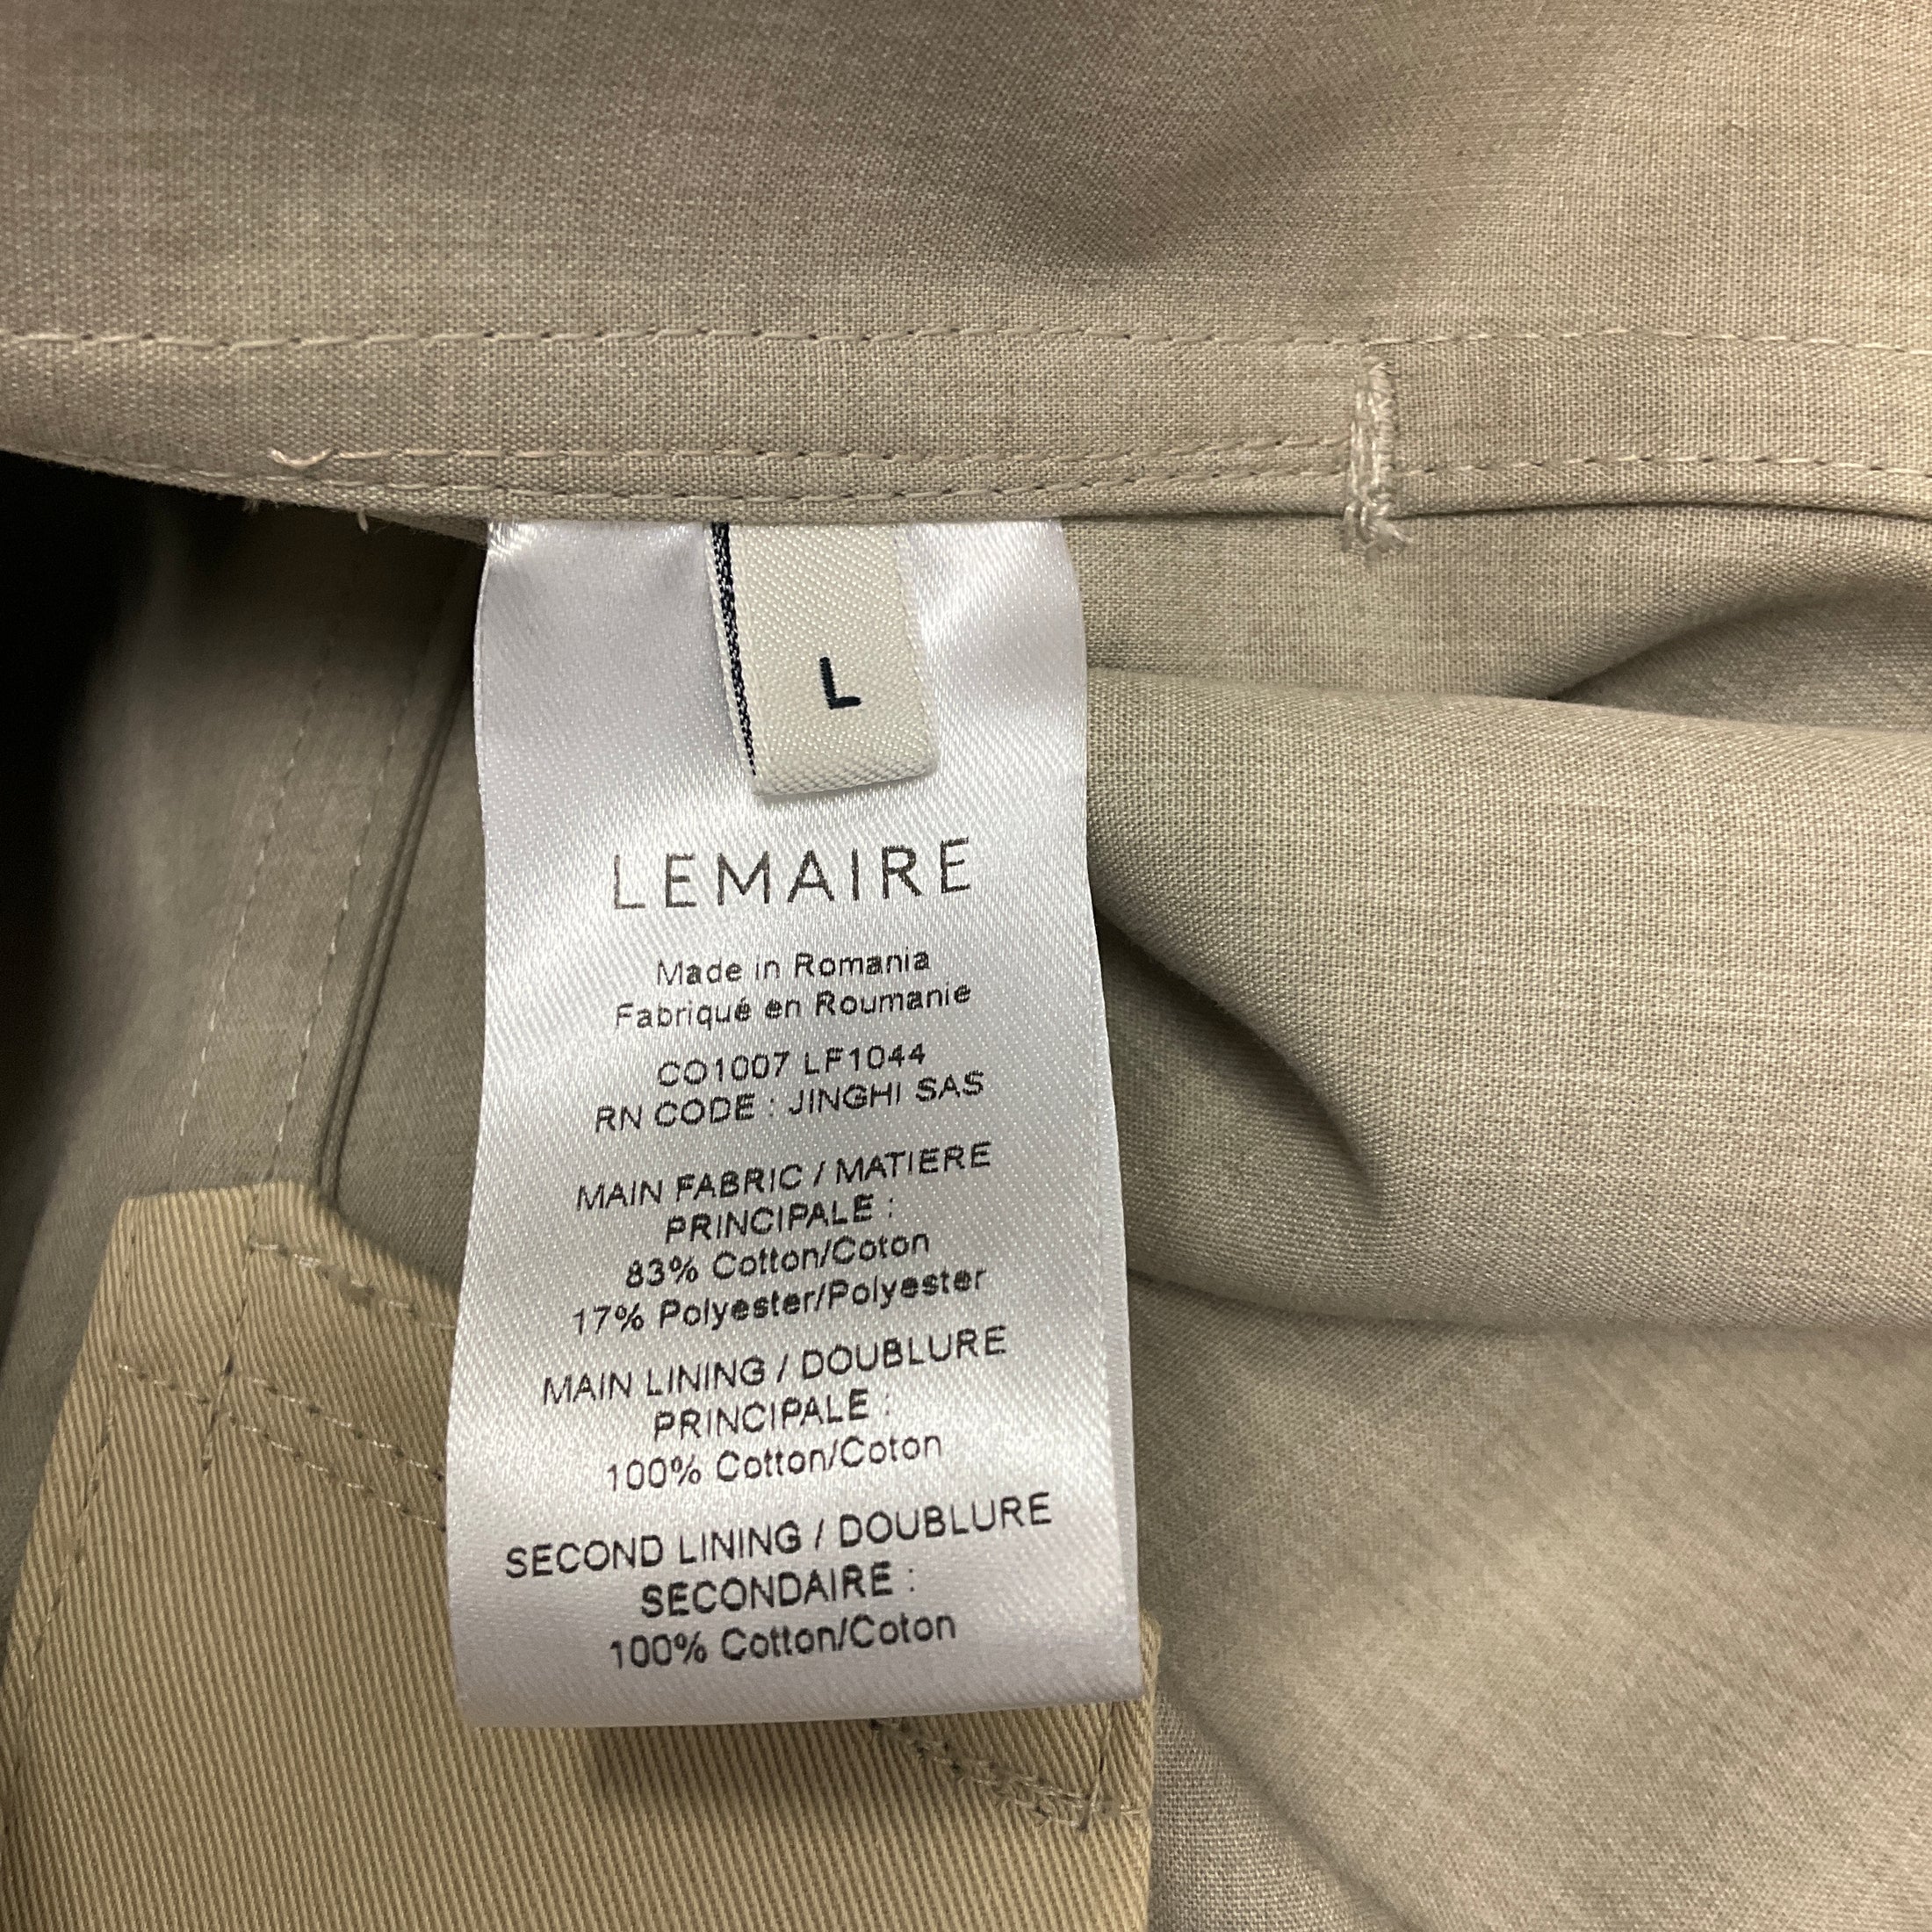 L
LEMAIRE
Made in Romania
Fabriqué en Roumanie
CO1007 LF1044
RN CODE : JINGHI SAS
MAIN FABRIC / MATIERE
PRINCIPALE :
83% Cotton/Coton
17% Polyester/Polyester
MAIN LINING / DOUBLURE
PRINCIPALE :
100% Cotton/Coton
SECOND LINING / DOUBLURE
SECONDAIRE :
100% Cotton/Coton